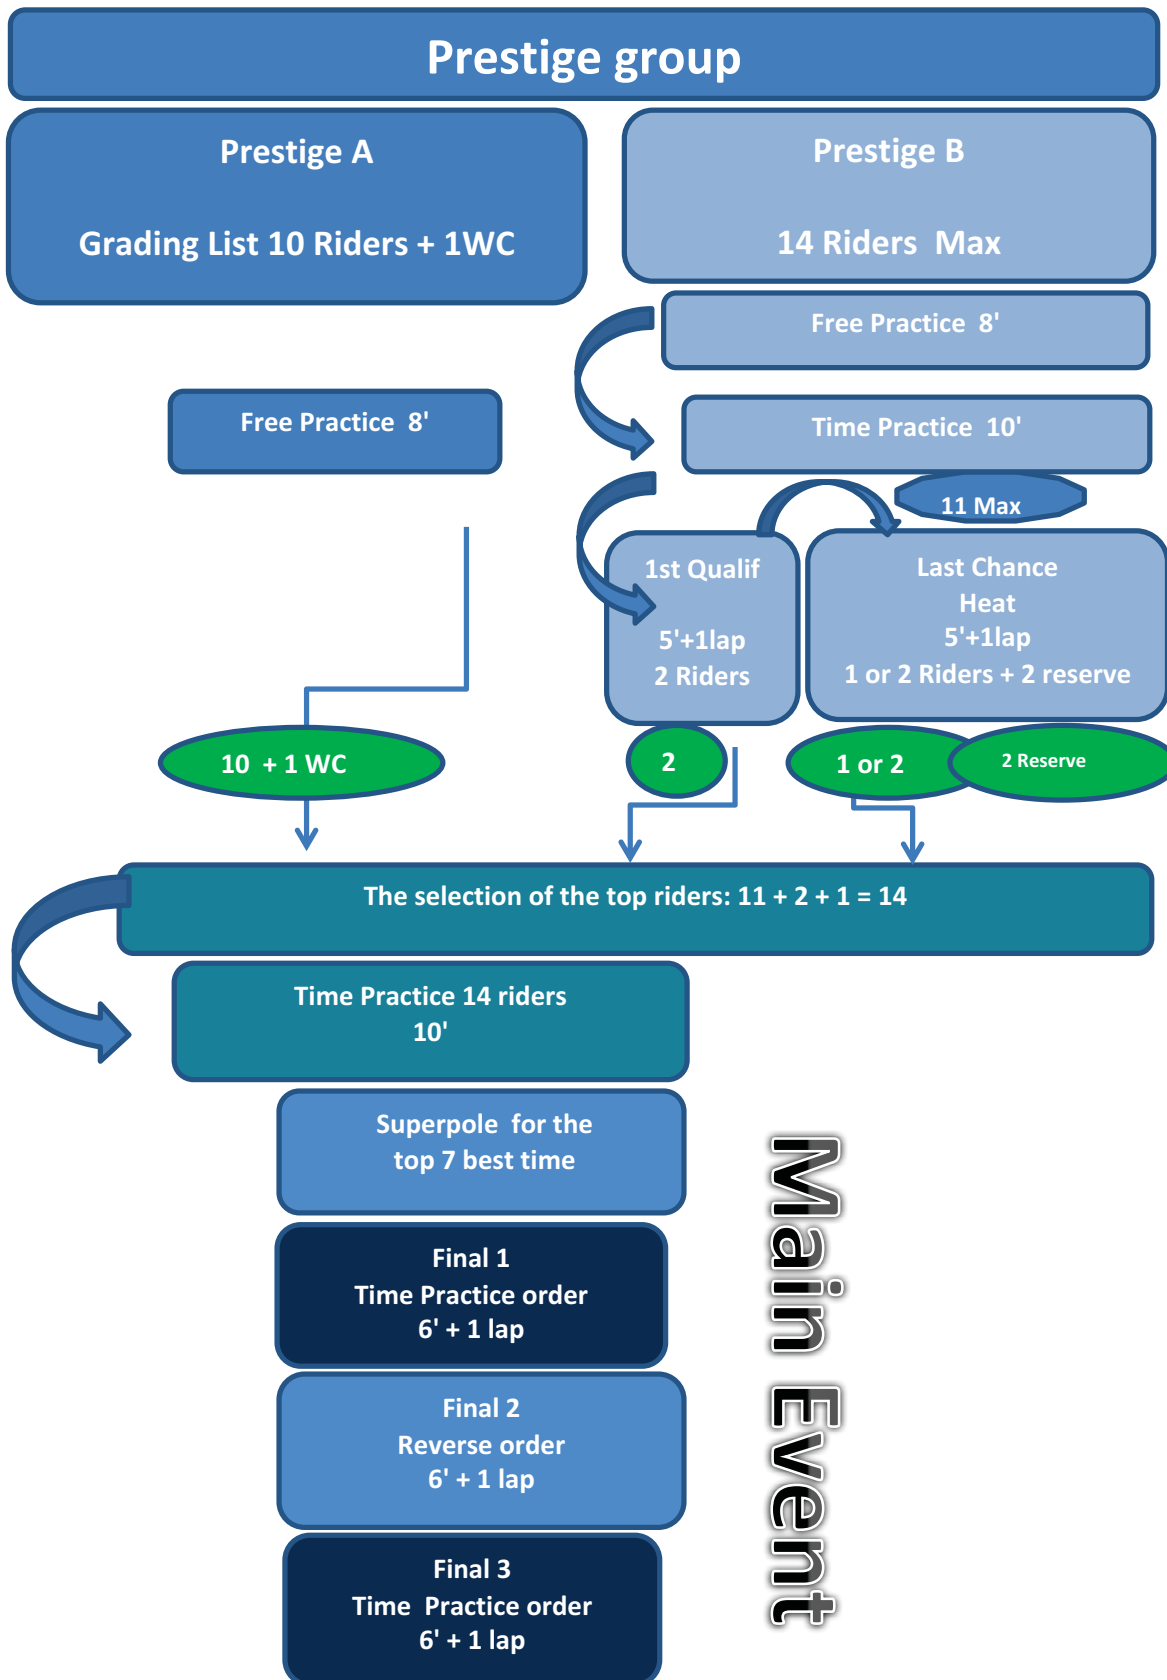 Prestige group
Prestige A
Grading List 10 Riders + 1WC
Prestige B
14 Riders  Max
Free Practice  8'
Free Practice  8'
Time Practice  10'
11 Max
1st Qualif
5'+1lap
2 Riders
Last Chance
Heat
5'+1lap
1 or 2 Riders + 2 reserve
10  + 1 WC
2
1 or 2
2 Reserve
The selection of the top riders: 11 + 2 + 1 = 14
Time Practice 14 riders
10'
Superpole  for the
top 7 best time
Final 1
Time Practice order
6' + 1 lap
Final 2
Reverse order
6' + 1 lap
Final 3
Time  Practice order
6' + 1 lap
Main Event